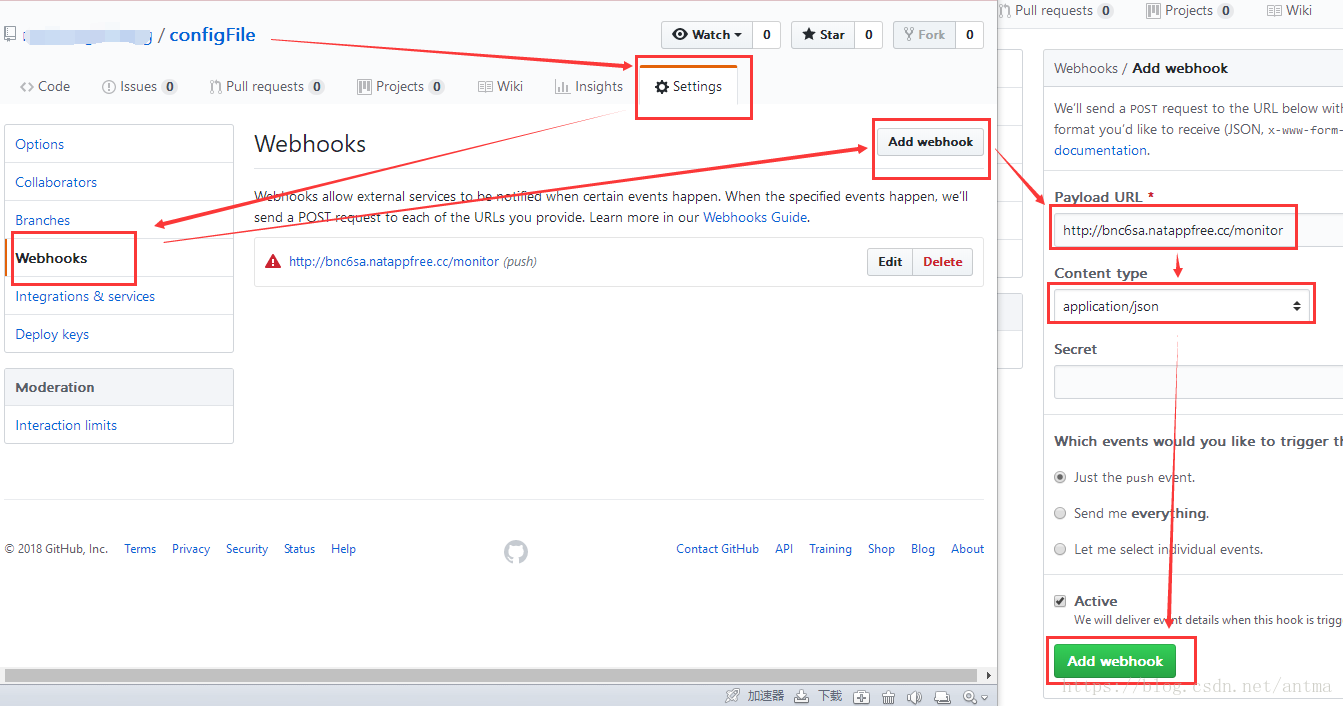 / configFile
Watch 0 Star 0 Fork 0
Code Issues 0 Pull requests 0 Projects 0 Wiki Insights Settings
Options
Collaborators
Branches
Webhooks
Integrations & services
Deploy keys
Moderation
Interaction limits
Webhooks
Add webhook
Webhooks allow external services to be notified when certain events happen. When the specified events happen, we'll
send a POST request to each of the URLs you provide. Learn more in our Webhooks Guide.
http://bnc6sa.natappfree.cc/monitor (push)
Edit Delete
© 2018 GitHub, Inc. Terms Privacy Security Status Help
Contact GitHub API Training Shop Blog About
加速器 下载
Pull requests 0 Projects 0 Wiki
Webhooks / Add webhook
We'll send a POST request to the URL below with
format you'd like to receive (JSON, x-www-form-
documentation.
Payload URL *
http://bnc6sa.natappfree.cc/monitor
Content type
application/json
Secret
Which events would you like to trigger th
Just the push event.
Send me everything.
Let me select individual events.
Active
We will deliver event details when this hook is trigg
Add webhook
https://blog.csdn.net/antma